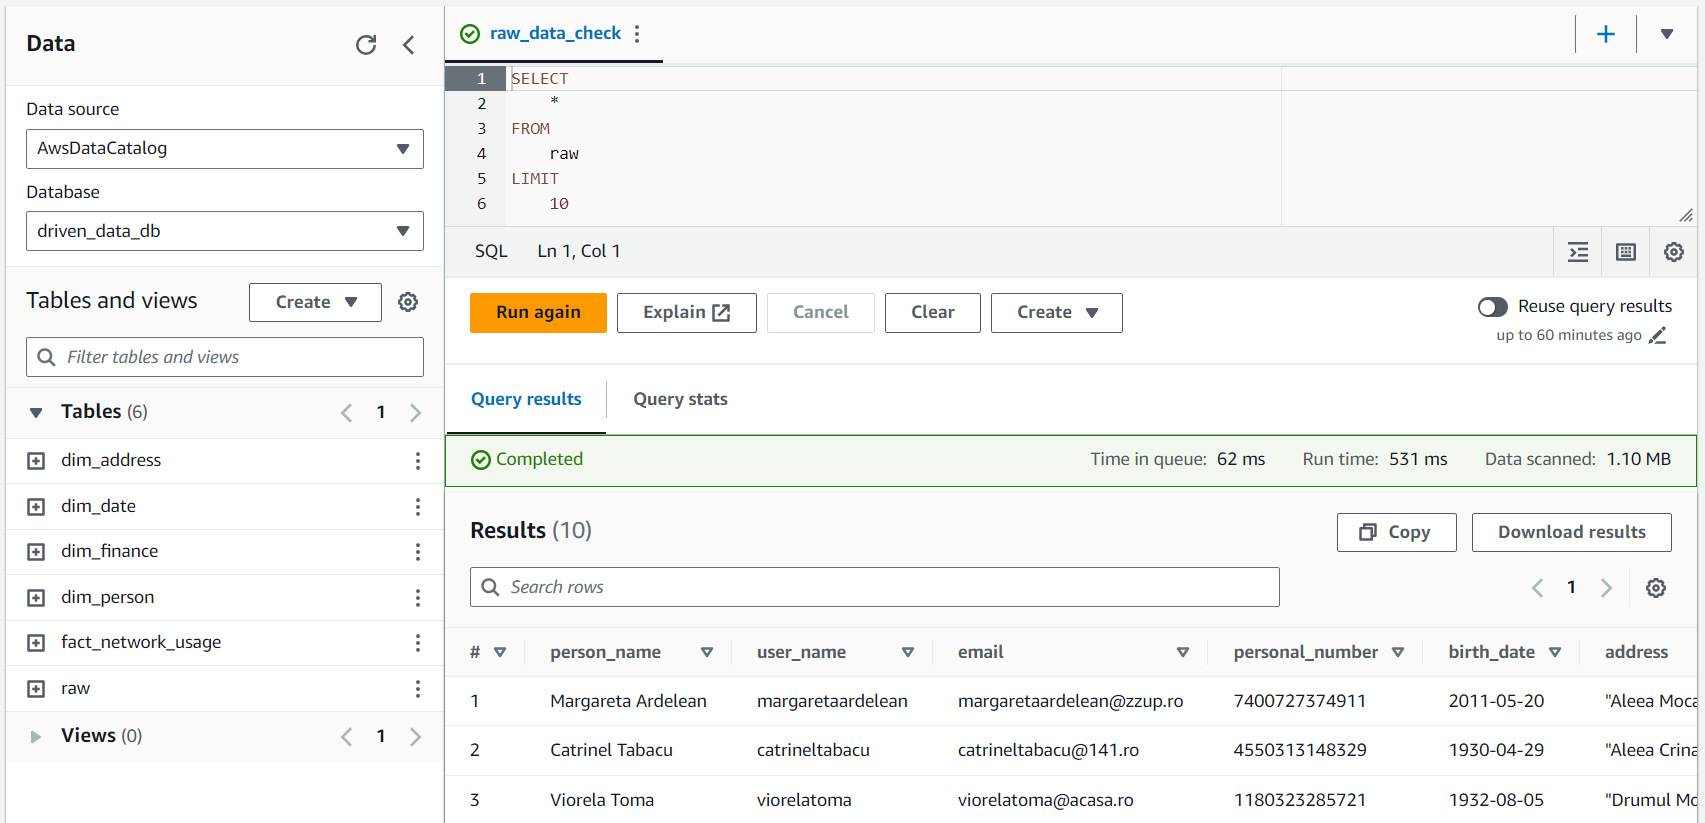 Data
Data source
AwsDataCatalog
Database
driven_data_db
Tables and views
Create
Filter tables and views
Tables (6)
1
dim_address
dim_date
dim_finance
dim_person
fact_network_usage
raw
Views (0)
1
raw_data_check
1 SELECT
2 *
3 FROM
4 raw
5 LIMIT
6 10
SQL Ln 1, Col 1
Run again Explain Cancel Clear Create
Reuse query results
up to 60 minutes ago
Query results Query stats
Completed Time in queue: 62 ms Run time: 531 ms Data scanned: 1.10 MB
Results (10) Copy Download results
Search rows 1
# person_name user_name email personal_number birth_date address
1 Margareta Ardelean margaretaardelean margaretaardelean@zzup.ro 7400727374911 2011-05-20 "Aleea Moca
2 Catrinel Tabacu catrineltabacu catrineltabacu@141.ro 4550313148329 1930-04-29 "Aleea Crina
3 Viorela Toma viorelatoma viorelatoma@acasa.ro 1180323285721 1932-08-05 "Drumul Mo